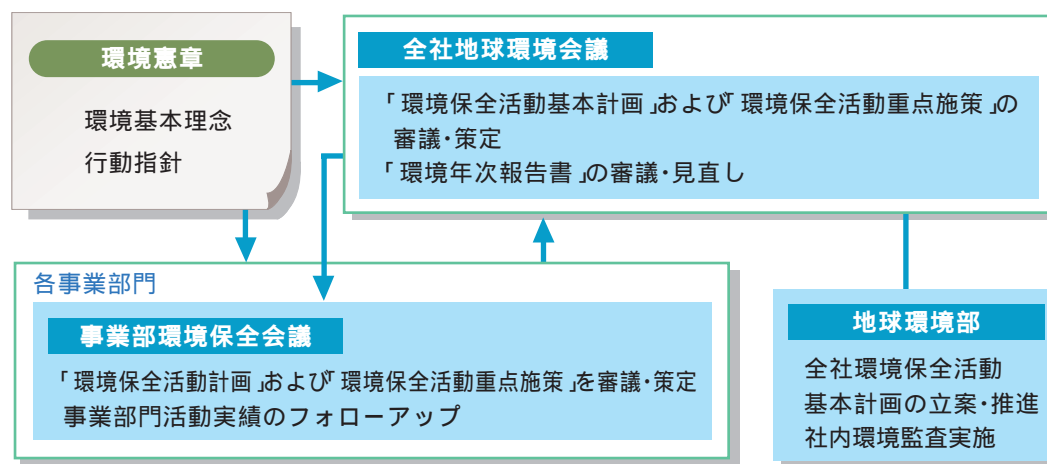 環境憲章
環境基本理念
行動指針
全社地球環境会議
「環境保全活動基本計画」および「環境保全活動重点施策」の
審議・策定
「環境年次報告書」の審議・見直し
各事業部門
事業部環境保全会議
「環境保全活動計画」および「環境保全活動重点施策」を審議・策定
事業部門活動実績のフォローアップ
地球環境部
全社環境保全活動
基本計画の立案・推進
社内環境監査実施